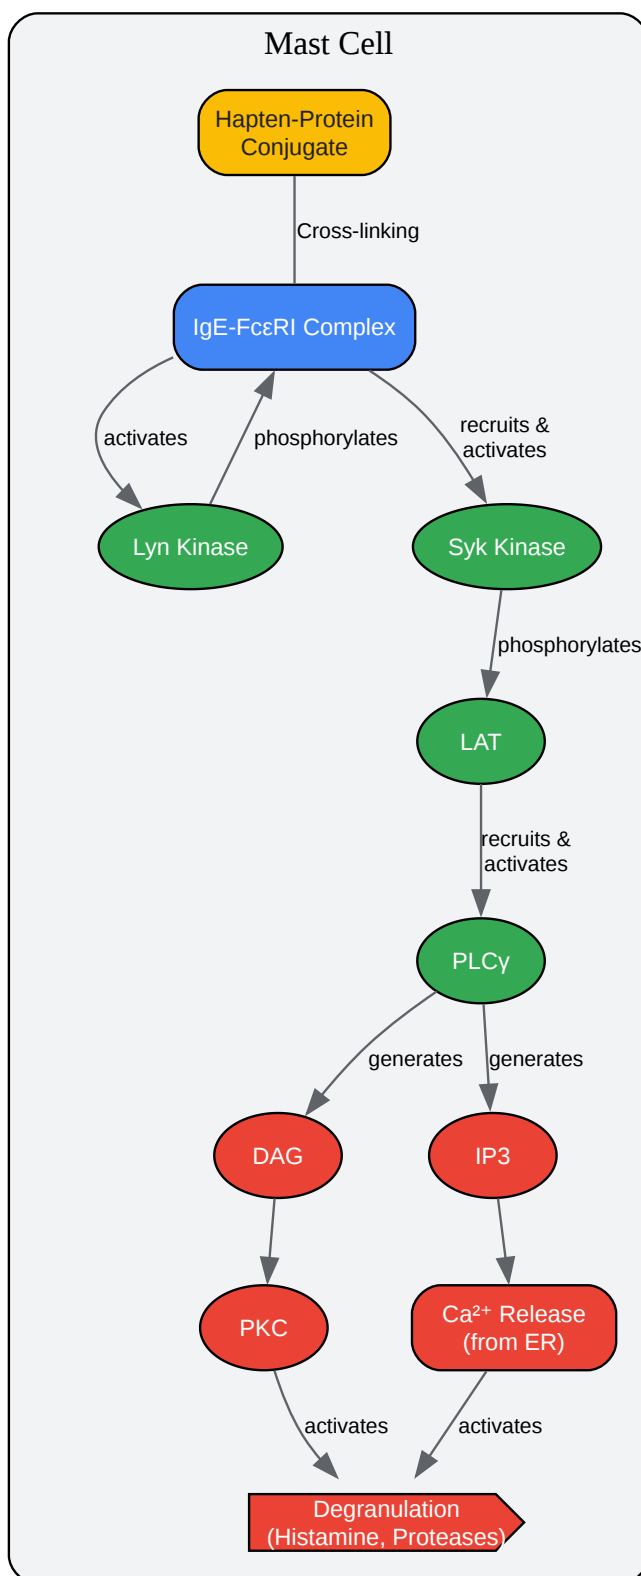 Mast Cell
Hapten-Protein
Conjugate
Cross-linking
IgE-FcεRI Complex
activates
phosphorylates
recruits &
activates
Lyn Kinase
Syk Kinase
phosphorylates
LAT
recruits &
activates
PLCγ
generates
generates
DAG
IP3
PKC
Ca²⁺ Release
(from ER)
activates
activates
Degranulation
(Histamine, Proteases)